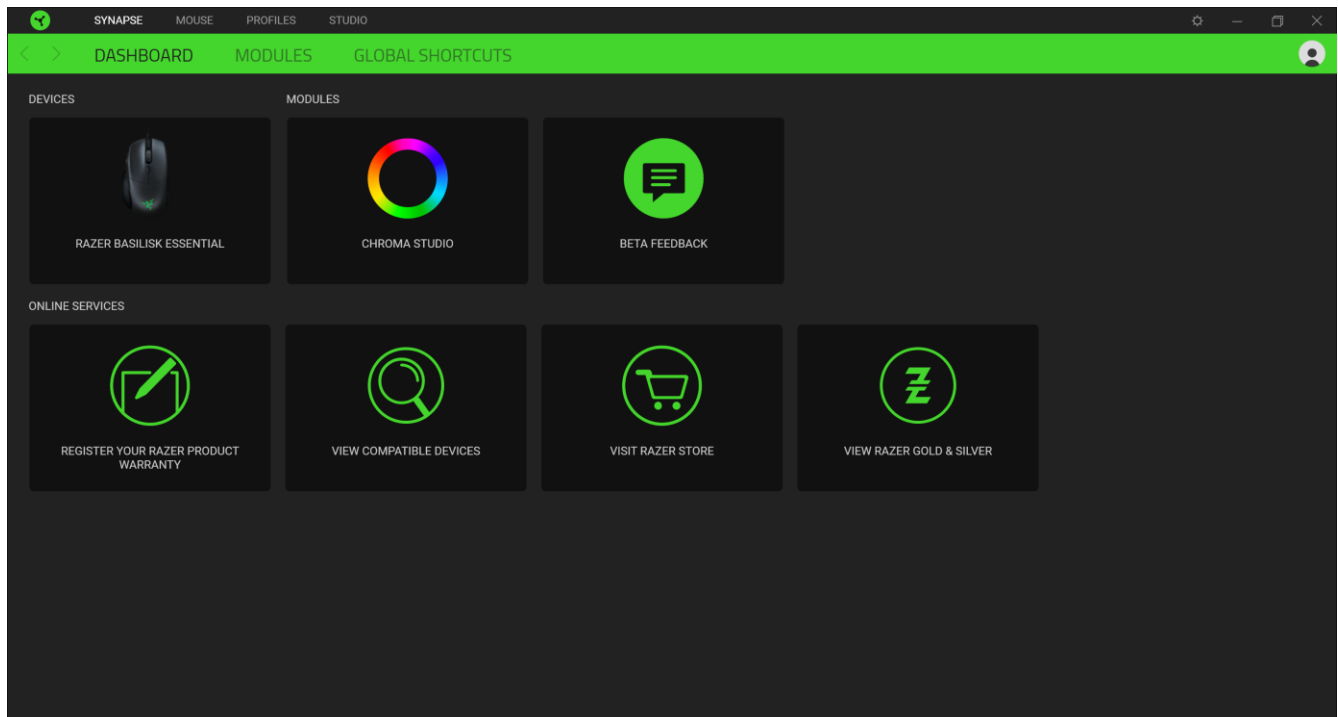 SYNAPSE MOUSE PROFILES STUDIO
DASHBOARD MODULES GLOBAL SHORTCUTS
DEVICES MODULES
RAZER BASILISK ESSENTIAL CHROMA STUDIO BETA FEEDBACK
ONLINE SERVICES
REGISTER YOUR RAZER PRODUCT
WARRANTY
VIEW COMPATIBLE DEVICES VISIT RAZER STORE VIEW RAZER GOLD & SILVER